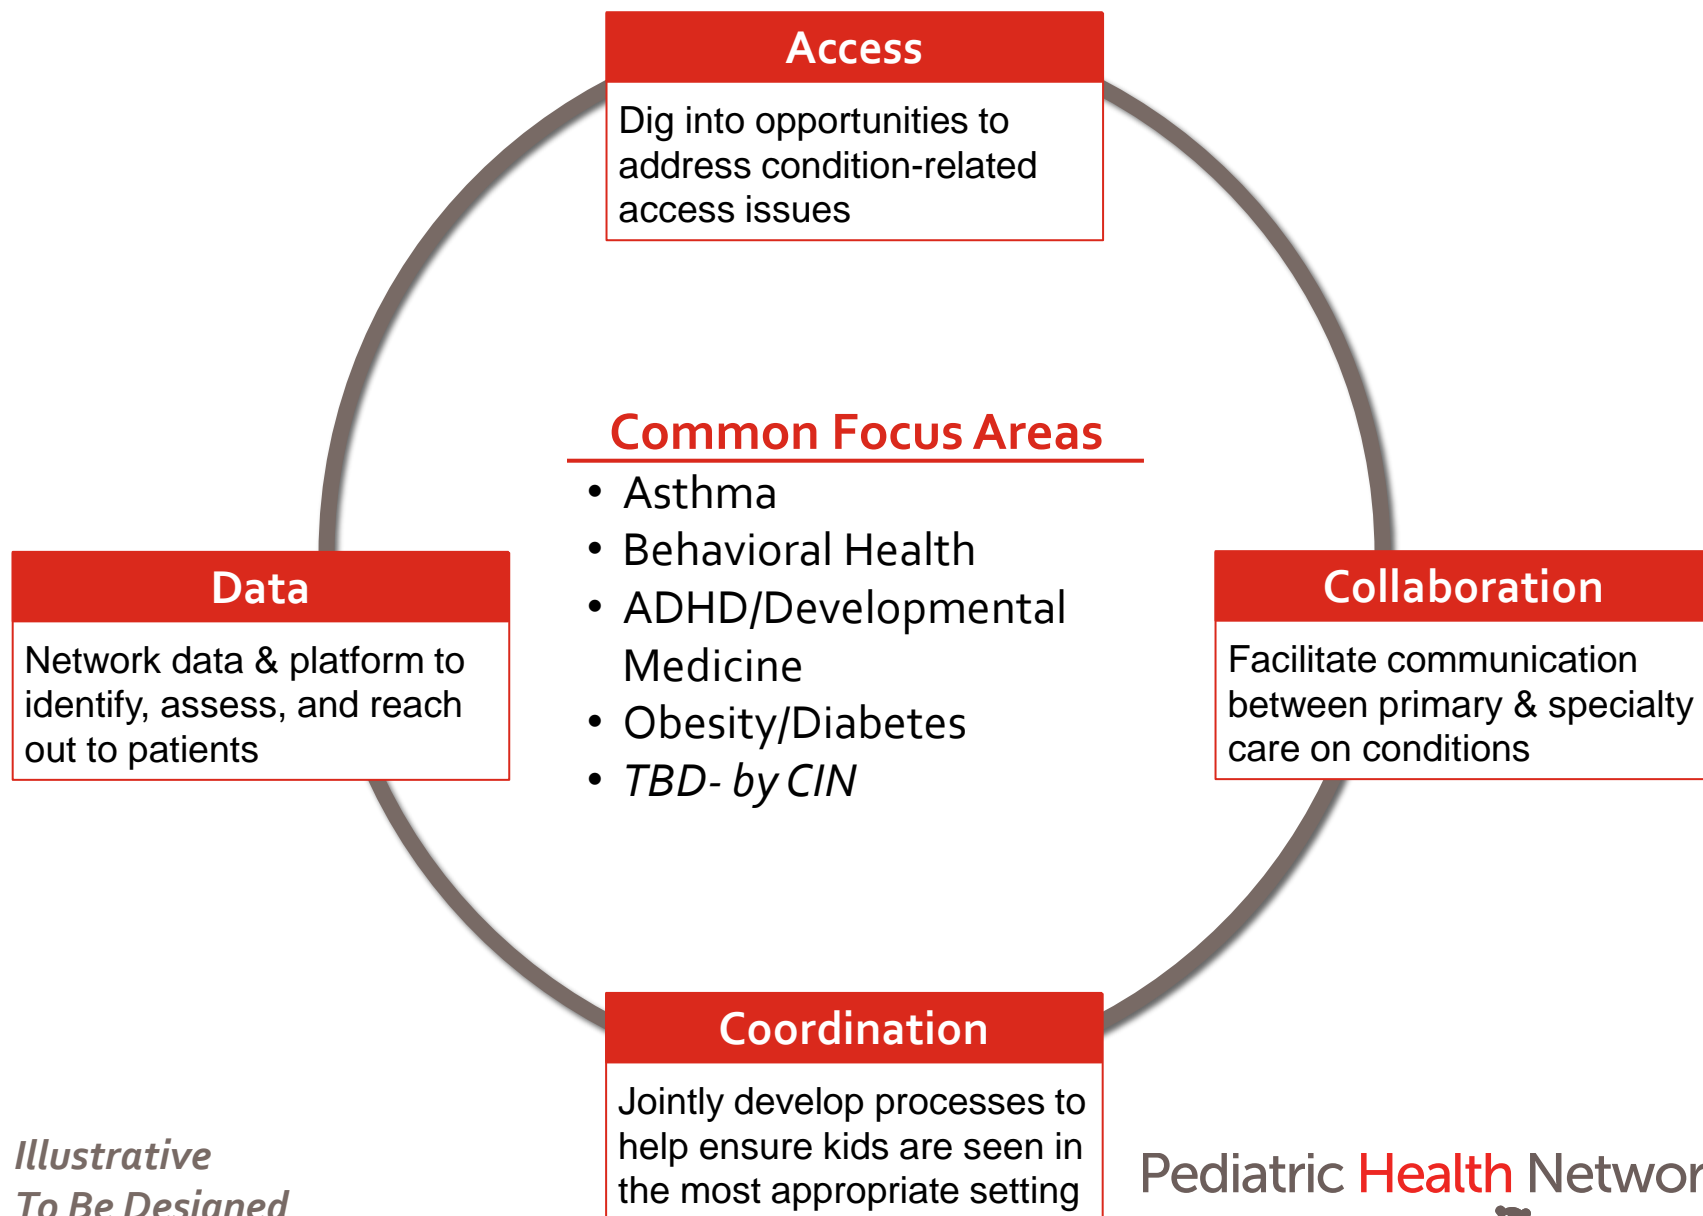 Access
Dig into opportunities to
address condition-related
access issues
Common Focus Areas
• Asthma
• Behavioral Health
• ADHD/Developmental
Medicine
• Obesity/Diabetes
• TBD- by CIN
Data
Network data & platform to
identify, assess, and reach
out to patients
Collaboration
Facilitate communication
between primary & specialty
care on conditions
Coordination
Jointly develop processes to
help ensure kids are seen in
the most appropriate setting
Illustrative
To Be Designed
Pediatric Health Networ